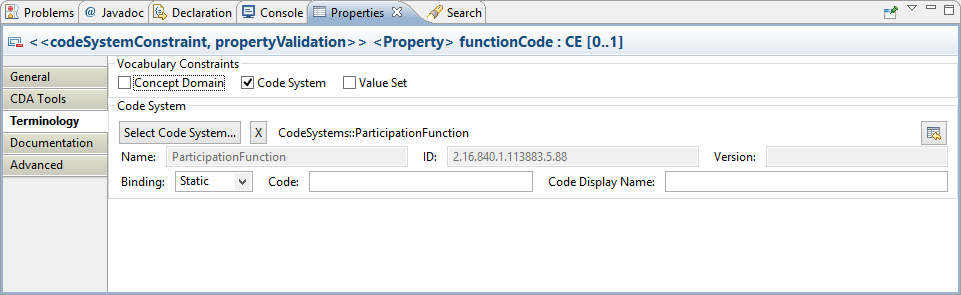 Problems @ Javadoc Declaration Console Properties Search
<<codeSystemConstraint, propertyValidation>> <Property> functionCode : CE [0..1]
General
CDA Tools
Terminology
Documentation
Advanced
Vocabulary Constraints
Concept Domain Code System Value Set
Code System
Select Code System... X CodeSystems::ParticipationFunction
Name: ParticipationFunction ID: 2.16.840.1.113883.5.88 Version:
Binding: Static Code: Code Display Name: